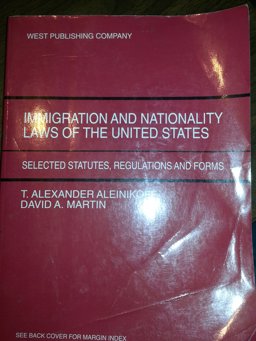 WEST PUBLISHING COMPANY
IMMIGRATION AND NATIONALITY
LAWS OF THE UNITED STATES
SELECTED STATUTES, REGULATIONS AND FORMS
T. ALEXANDER ALEINIKOFF
DAVID A. MARTIN
SEE BACK COVER FOR MARGIN INDEX